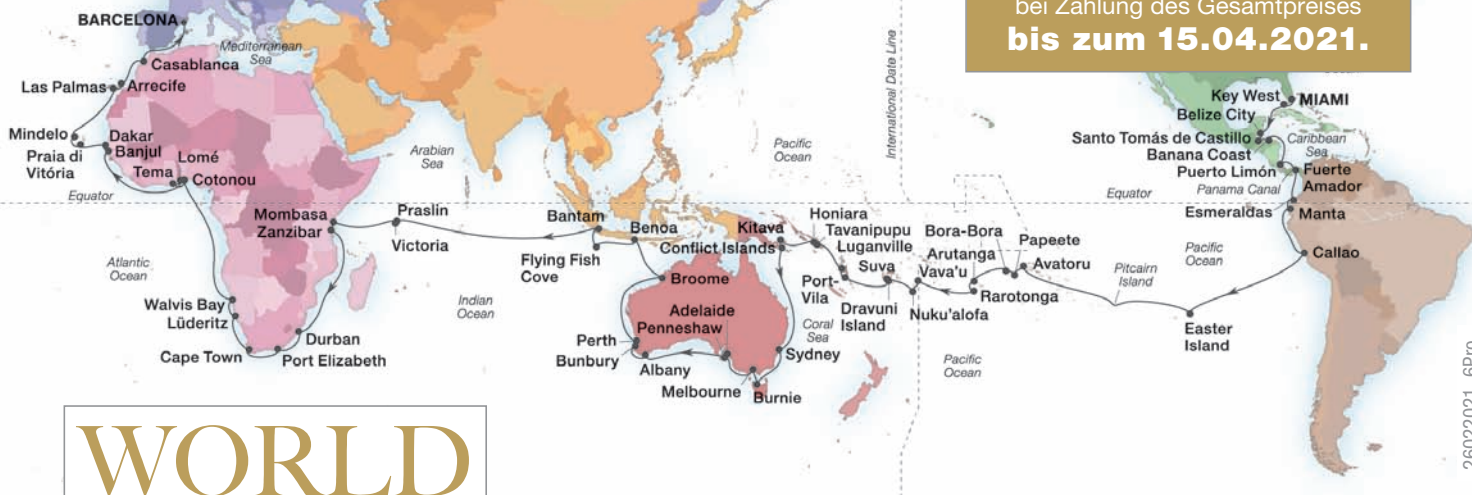 bei Zahlung des Gesamtpreises
bis zum 15.04.2021.
BARCELONA
Mediterranean
Sea
Casablanca
Las Palmas
Arrecife
Mindelo
Praia di
Vitória
Dakar
Banjul
Lomé
Tema
Cotonou
Equator
Arabian
Sea
Mombasa
Zanzibar
Praslin
Victoria
Atlantic
Ocean
Walvis Bay
Lüderitz
Cape Town
Durban
Port Elizabeth
Indian
Ocean
Bantam
Benoa
Flying Fish
Cove
Kitava
Conflict Islands
Broome
Adelaide
Penneshaw
Perth
Bunbury
Albany
Melbourne
Burnie
Sydney
Coral
Sea
Pacific
Ocean
International Date Line
Honiara
Tavanipupu
Luganville
Port-
Vila
Suva
Dravuni
Island
Vava'u
Nuku'alofa
Arutanga
Rarotonga
Bora-Bora
Papeete
Avatoru
Pacific
Ocean
Pitcairn
Island
Easter
Island
Pacific
Ocean
Equator
Key West
MIAMI
Belize City
Santo Tomás de Castillo
Caribbean
Sea
Banana Coast
Puerto Limón
Fuerte
Amador
Panama Canal
Esmeraldas
Manta
Callao
26022021_6Pro
WORLD